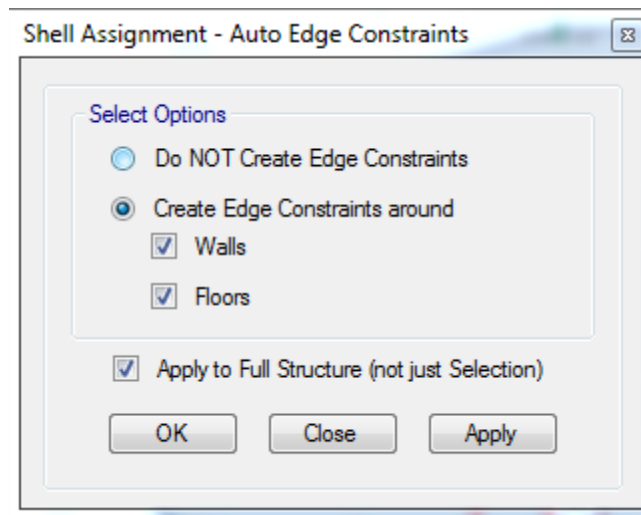 Shell Assignment - Auto Edge Constraints
Select Options
Do NOT Create Edge Constraints
Create Edge Constraints around
Walls
Floors
Apply to Full Structure (not just Selection)
OK Close Apply